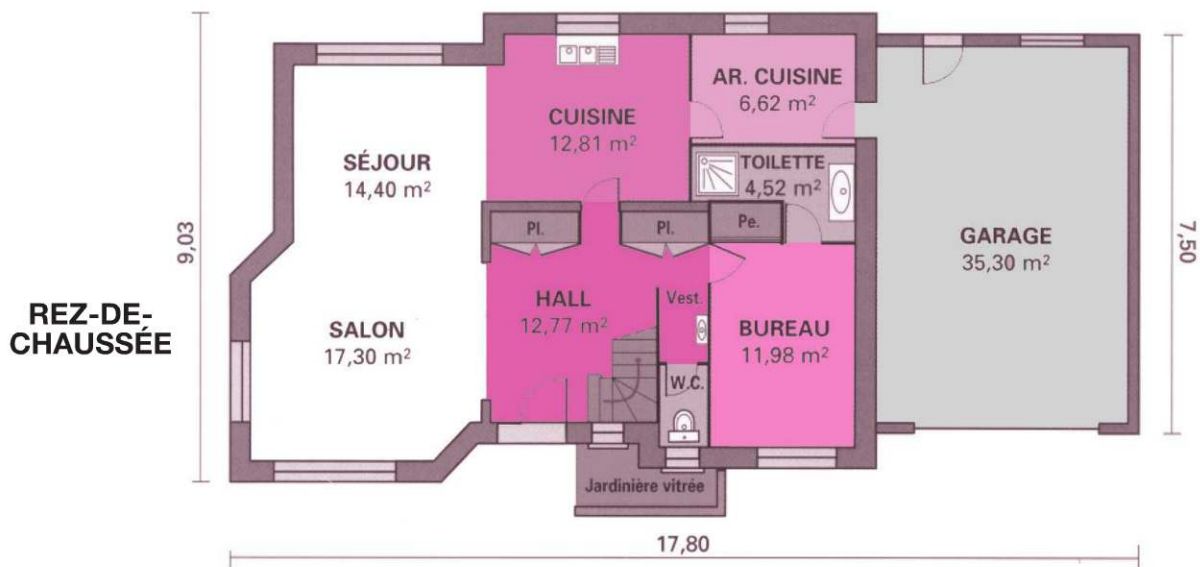 AR. CUISINE
6,62 m²
CUISINE
12,81 m²
SÉJOUR
14,40 m²
TOILETTE
4,52 m²
Pl.
Pl.
Pe.
GARAGE
35,30 m²
9,03
7,50
REZ-DE-
CHAUSSÉE
HALL
12,77 m²
Vest.
SALON
17,30 m²
BUREAU
11,98 m²
W.C.
Jardinière vitrée
17,80